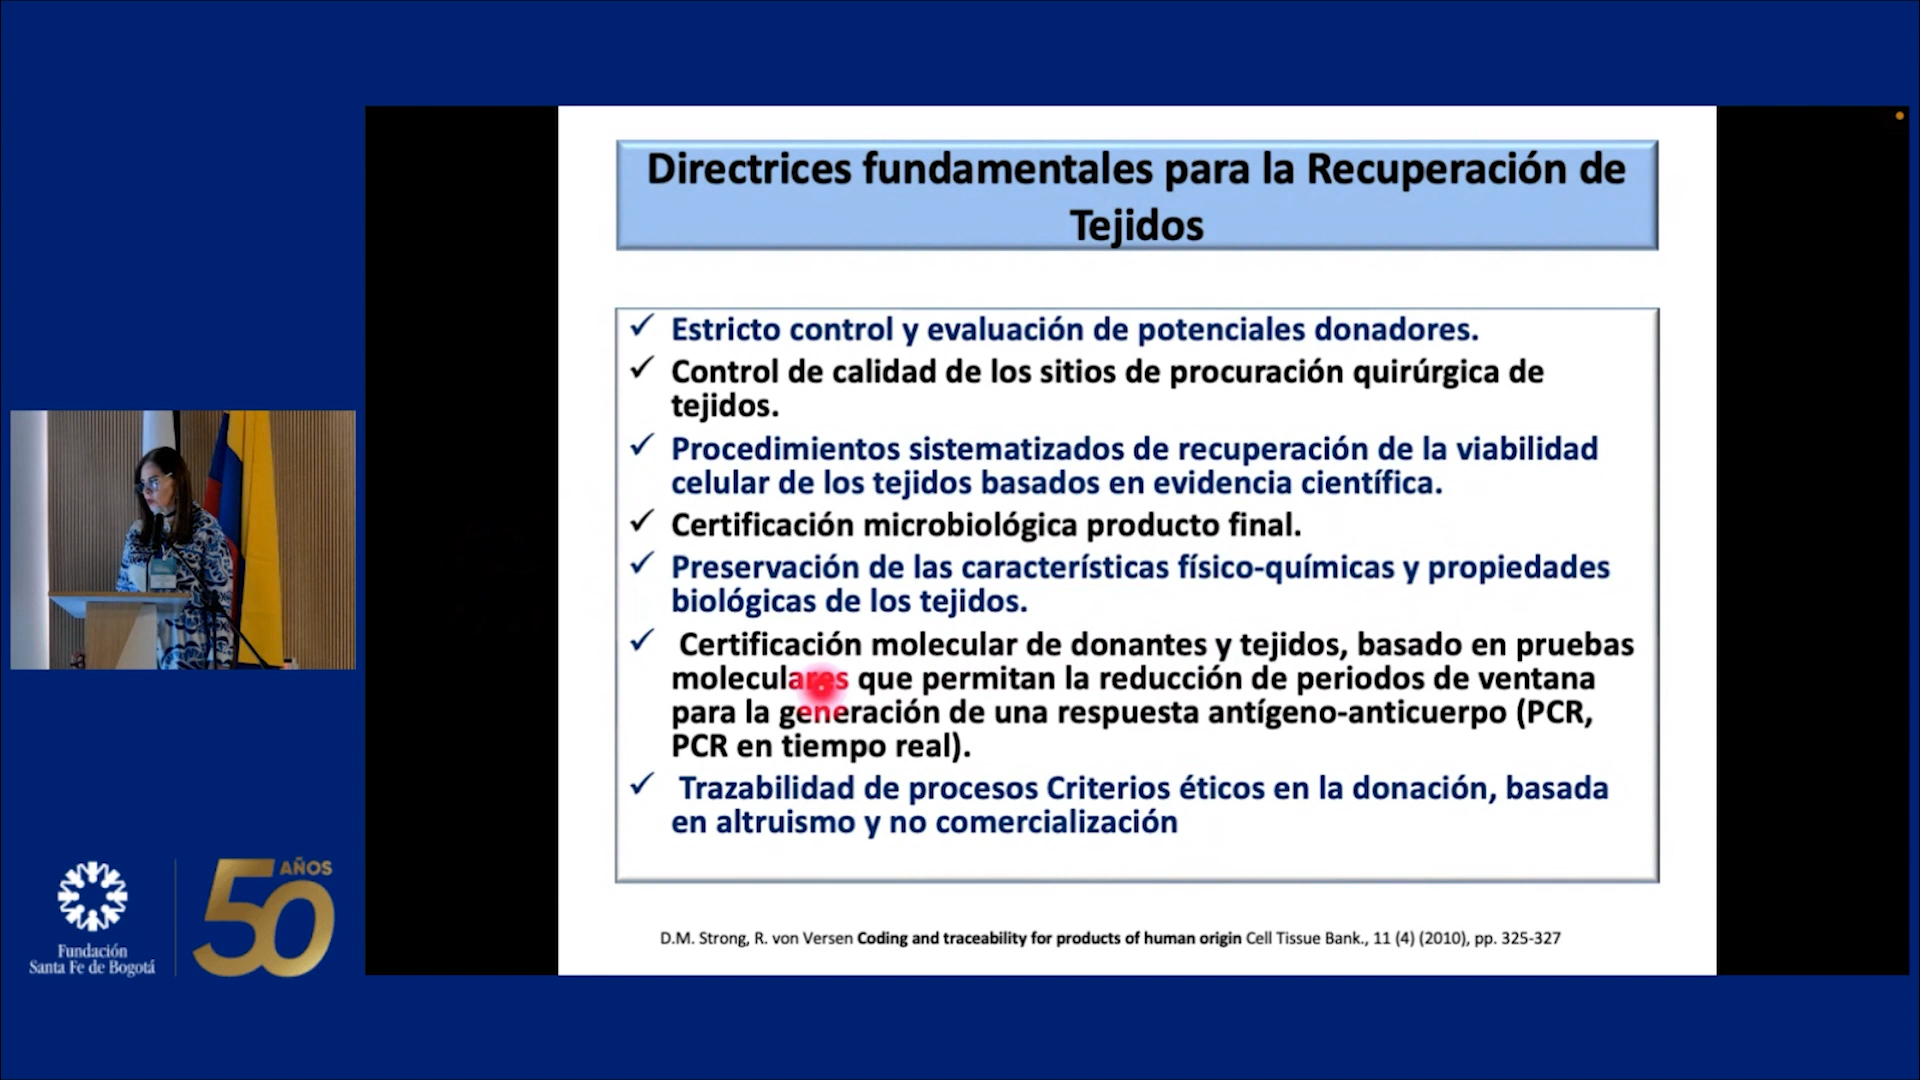 Directrices fundamentales para la Recuperación de
Tejidos
✓ Estricto control y evaluación de potenciales donadores.
✓ Control de calidad de los sitios de procuración quirúrgica de
tejidos.
✓ Procedimientos sistematizados de recuperación de la viabilidad
celular de los tejidos basados en evidencia científica.
✓ Certificación microbiológica producto final.
✓ Preservación de las características físico-químicas y propiedades
biológicas de los tejidos.
✓ Certificación molecular de donantes y tejidos, basado en pruebas
moleculares que permitan la reducción de periodos de ventana
para la generación de una respuesta antígeno-anticuerpo (PCR,
PCR en tiempo real).
✓ Trazabilidad de procesos Criterios éticos en la donación, basada
en altruismo y no comercialización
D.M. Strong, R. von Versen Coding and traceability for products of human origin Cell Tissue Bank., 11 (4) (2010), pp. 325-327
Fundación
Santa Fe de Bogotá
50 AÑOS